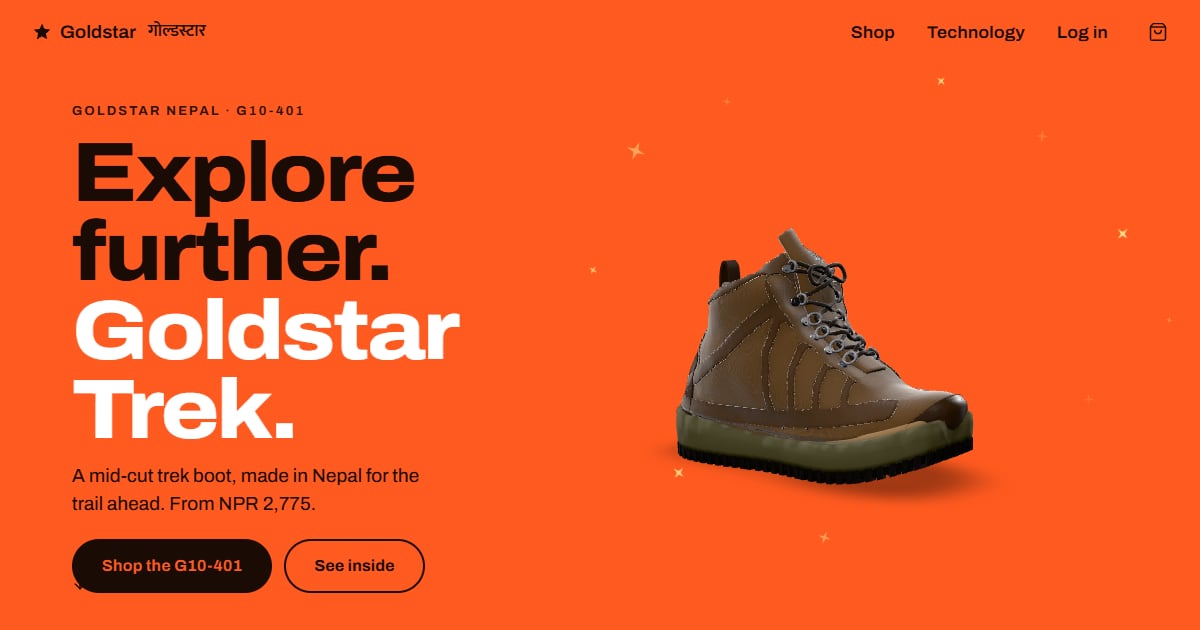 Goldstar गोल्डस्टार
Shop Technology Log in
GOLDSTAR NEPAL · G10-401
Explore
further.
Goldstar
Trek.
A mid-cut trek boot, made in Nepal for the
trail ahead. From NPR 2,775.
Shop the G10-401 See inside